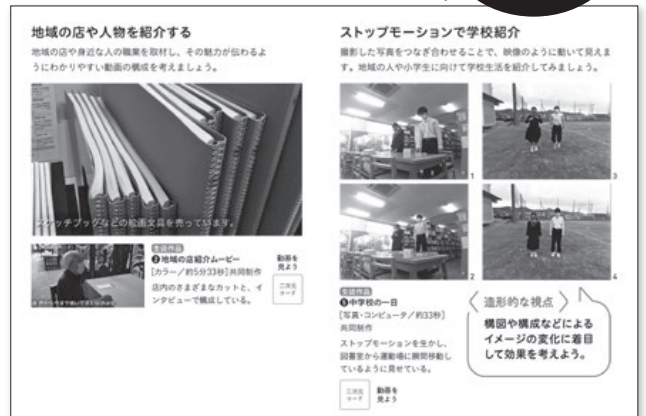 地域の店や人物を紹介する
地域の店や身近な人の職業を取材し、その魅力が伝わるよ
うにわかりやすい動画の構成を考えましょう。
スケッチブックなどの絵画文具を売っています。
生徒作品
❷地域の店紹介ムービー
[カラー／約5分33秒]共同制作
店内のさまざまなカットと、イ
ンタビューで構成している。
動画を
見よう
二次元
コード
ストップモーションで学校紹介
撮影した写真をつなぎ合わせることで、映像のように動いて見えま
す。地域の人や小学生に向けて学校生活を紹介してみましょう。
1
3
2
4
生徒作品
中学校の一日
[写真・コンピュータ／約33秒]
共同制作
ストップモーションを生かし、
図書室から運動場に瞬間移動し
ているように見せている。
二次元
コード
動画を
見よう
造形的な視点
構図や構成などによる
イメージの変化に着目
して効果を考えよう。